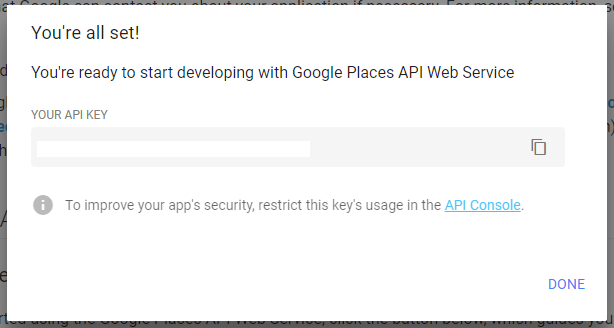 You're all set!
You're ready to start developing with Google Places API Web Service
YOUR API KEY
To improve your app's security, restrict this key's usage in the API Console.
DONE